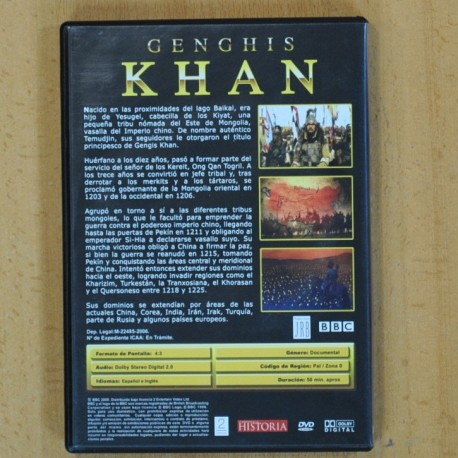 GENGHIS
KHAN
Nacido en las proximidades del lago Baikal, era
hijo de Yesugei, cabecilla de los Kiyat, una
pequeña tribu nómada del Este de Mongolia,
vasalla del Imperio chino. De nombre auténtico
Temudjin, sus seguidores le otorgaron el título
principesco de Gengis Khan.
Huérfano a los diez años, pasó a formar parte del
servicio del señor de los Kereit, Ong Qan Togril. A
los trece años se convirtió en jefe tribal y, tras
derrotar a los merkits y a los tártaros, se
proclamó gobernante de la Mongolia oriental en
1203 y de la occidental en 1206.
Agrupó en torno a sí a las diferentes tribus
mongoles, lo que le facultó para emprender la
guerra contra el poderoso imperio chino, llegando
hasta las puertas de Pekín en 1211 y obligando al
emperador Si-Hia a declararse vasallo suyo. Su
marcha victoriosa obligó a China a firmar la paz,
si bien la guerra se reanudó en 1215, tomando
Pekín y conquistando las áreas central y meridional
de China. Intentó entonces extender sus dominios
hacia el oeste, logrando invadir regiones como el
Kharizim, Turkestán, la Tranxosiana, el Khorasan
y el Quersoneso entre 1218 y 1225.
Sus dominios se extendían por áreas de las
actuales China, Corea, India, Irán, Irak, Turquía,
parte de Rusia y algunos países europeos.
Dep. Legal:M-22485-2006.
Nº de Expediente ICAA: En Trámite.
JRB
BBC
Formato de Pantalla: 4:3
Género: Documental
Audio: Dolby Stereo Digital 2.0
Código de Región: Pal / Zona 0
Idiomas: Español e Inglés
Duración: 50 min. aprox
HISTORIA
DVD
DOLBY
DIGITAL